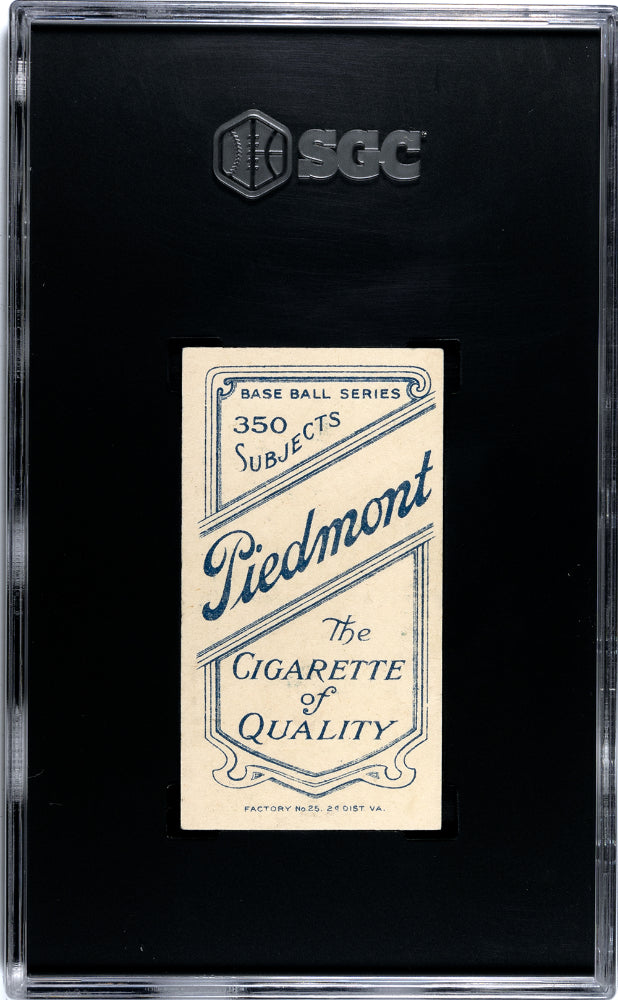 SGC
BASE BALL SERIES
350
SUBJECTS
Piedmont
The
CIGARETTE
of
QUALITY
FACTORY No. 25. 2d DIST. VA.